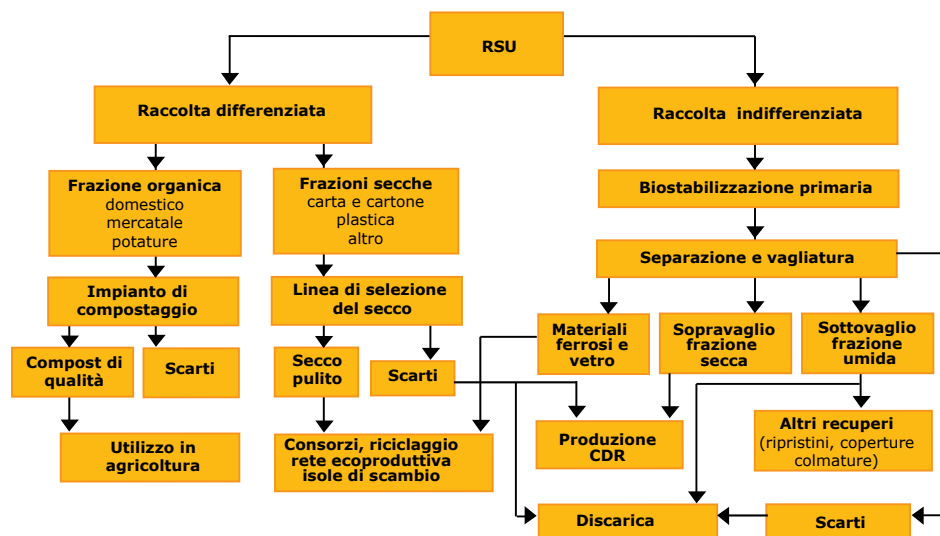 RSU
Raccolta differenziata
Raccolta indifferenziata
Frazione organica
domestico
mercatale
potature
Frazioni secche
carta e cartone
plastica
altro
Biostabilizzazione primaria
Separazione e vagliatura
Impianto di
compostaggio
Linea di selezione
del secco
Materiali
ferrosi e
vetro
Sopravaglio
frazione
secca
Sottovaglio
frazione
umida
Compost di
qualità
Scarti
Secco
pulito
Scarti
Utilizzo in
agricoltura
Consorzi, riciclaggio
rete ecoproduttiva
isole di scambio
Produzione
CDR
Altri recuperi
(ripristini, coperture
colmature)
Discarica
Scarti